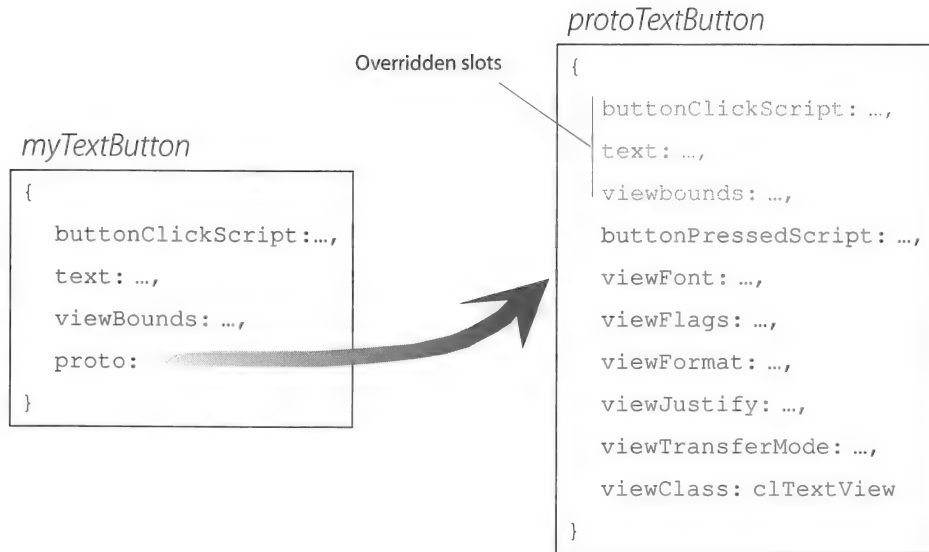 protoTextButton
Overridden slots
{
buttonClickScript: …,
text: …,
viewbounds: …,
buttonPressedScript: …,
viewFont: …,
viewFlags: …,
viewFormat: …,
viewJustify: …,
viewTransferMode: …,
viewClass: clTextView
}
myTextButton
{
buttonClickScript:…,
text: …,
viewBounds: …,
proto:
}